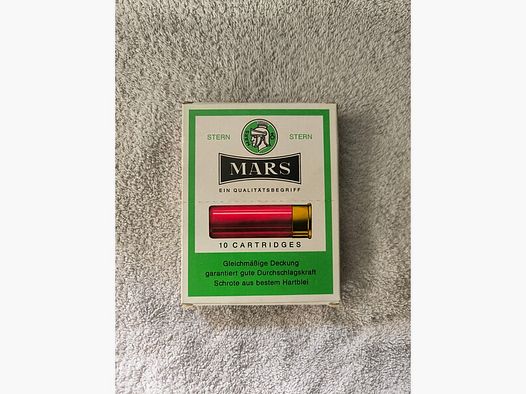 STERN STERN
MARS
EIN QUALITÄTSBEGRIFF
10 CARTRIDGES
Gleichmäßige Deckung
garantiert gute Durchschlagskraft
Schrote aus bestem Hartblei